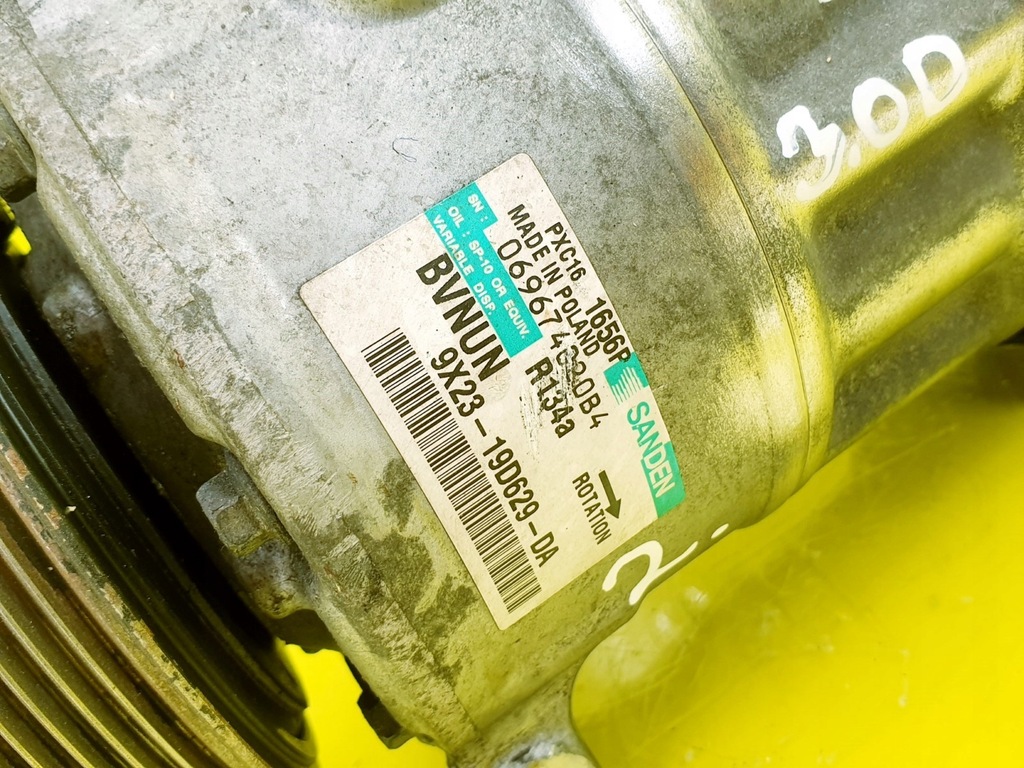 3.0D
SANDEN
PXC16 1656P
MADE IN POLAND
SN :
OIL : SP-10 OR EQUIV.
VARIABLE DISP.
R134a
BVNUN
9X23-19D629-DA
ROTATION
2.